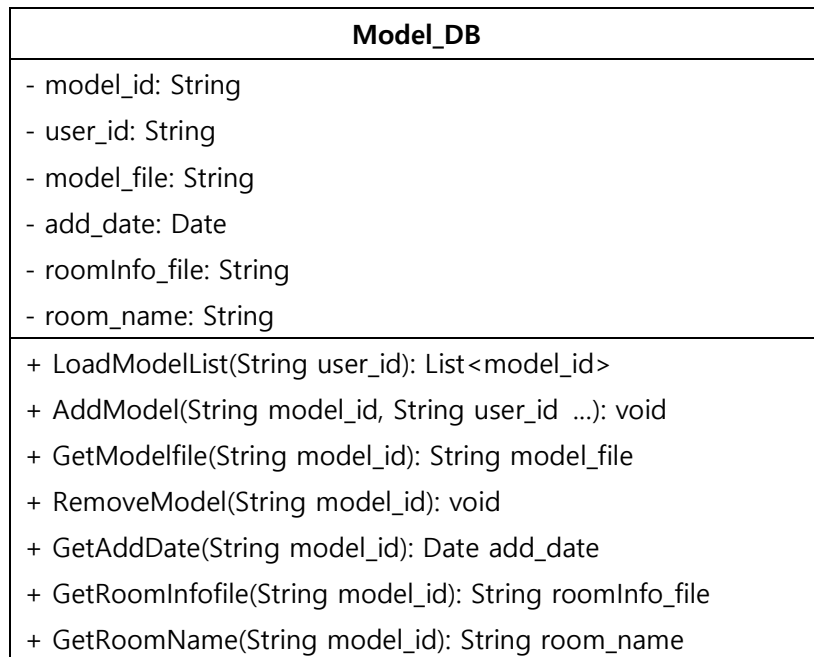 Model_DB
- model_id: String
- user_id: String
- model_file: String
- add_date: Date
- roomInfo_file: String
- room_name: String
+ LoadModelList(String user_id): List<model_id>
+ AddModel(String model_id, String user_id ...): void
+ GetModelfile(String model_id): String model_file
+ RemoveModel(String model_id): void
+ GetAddDate(String model_id): Date add_date
+ GetRoomInfofile(String model_id): String roomInfo_file
+ GetRoomName(String model_id): String room_name